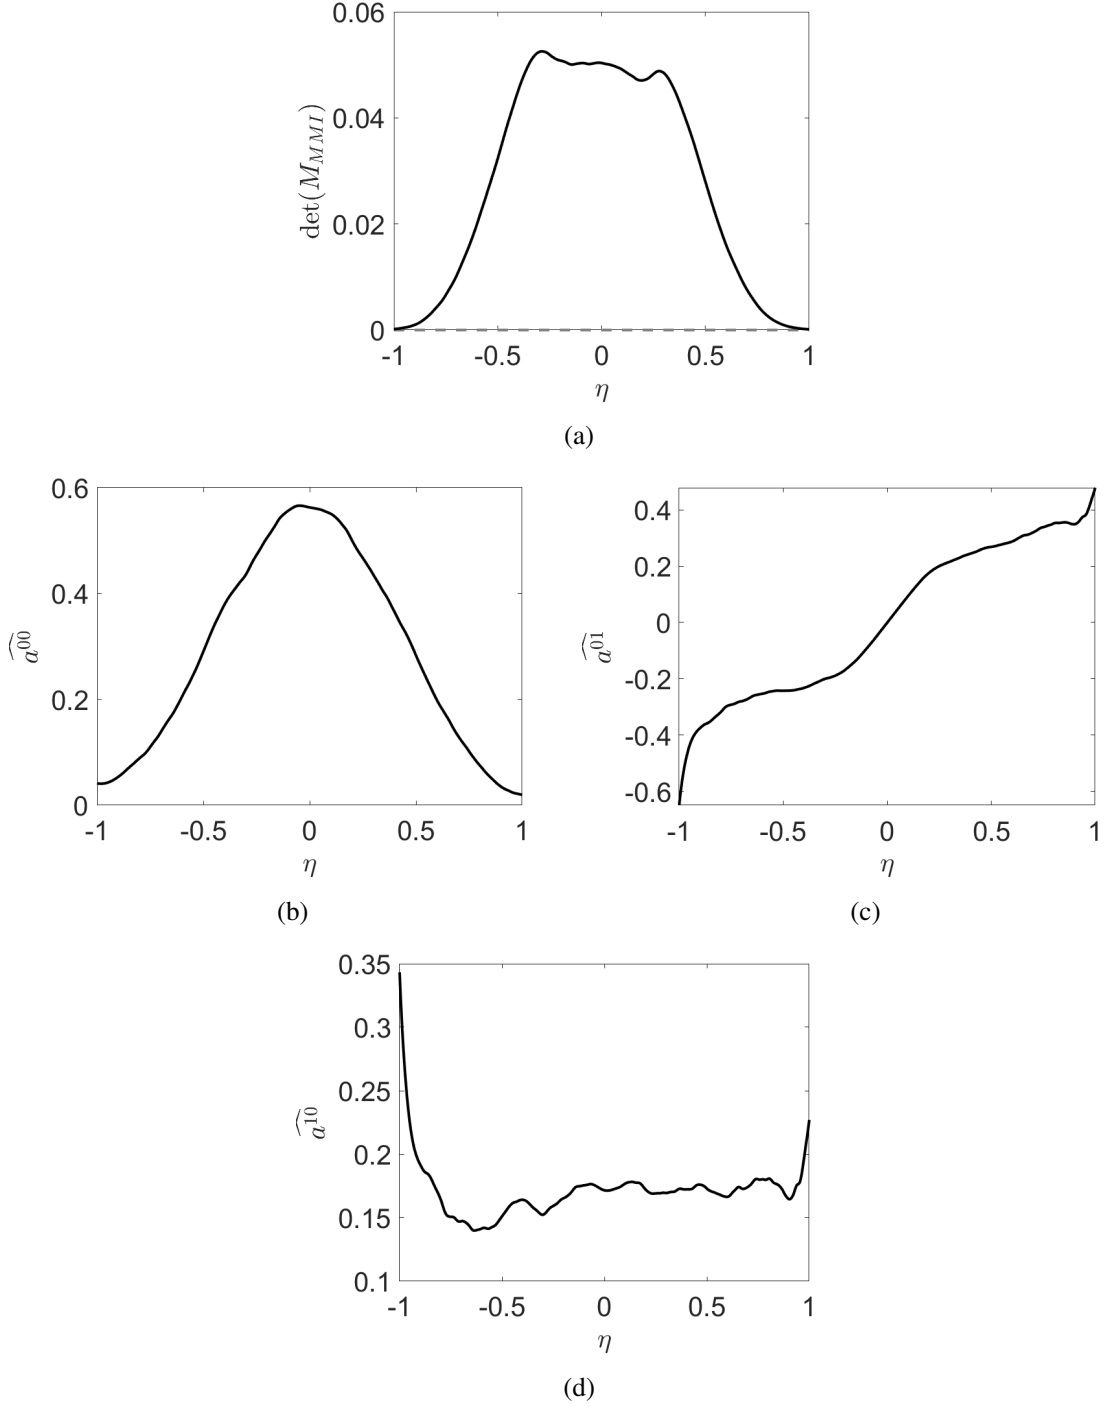 0.06
0.04
0.02
0
det(M_{MMI})
-1 -0.5 0 0.5 1
η
(a)
0.6
0.4
0.2
0
\widehat{a^{00}}
-1 -0.5 0 0.5 1
η
(b)
0.4
0.2
0
-0.2
-0.4
-0.6
\widehat{a^{01}}
-1 -0.5 0 0.5 1
η
(c)
0.35
0.3
0.25
0.2
0.15
0.1
\widehat{a^{10}}
-1 -0.5 0 0.5 1
η
(d)